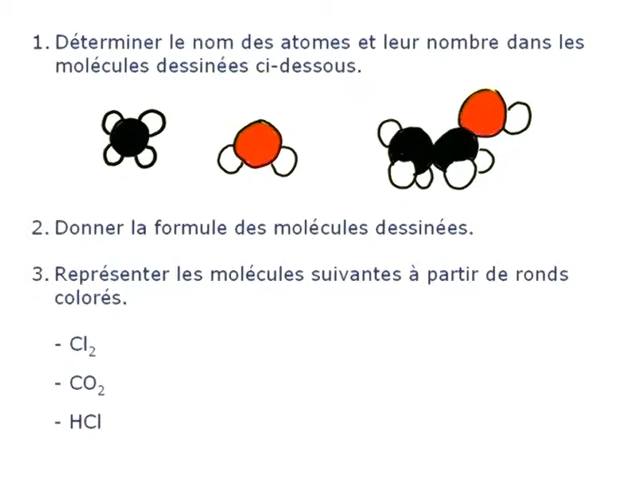 1. Déterminer le nom des atomes et leur nombre dans les
molécules dessinées ci-dessous.
2. Donner la formule des molécules dessinées.
3. Représenter les molécules suivantes à partir de ronds
colorés.
- Cl₂
- CO₂
- HCl